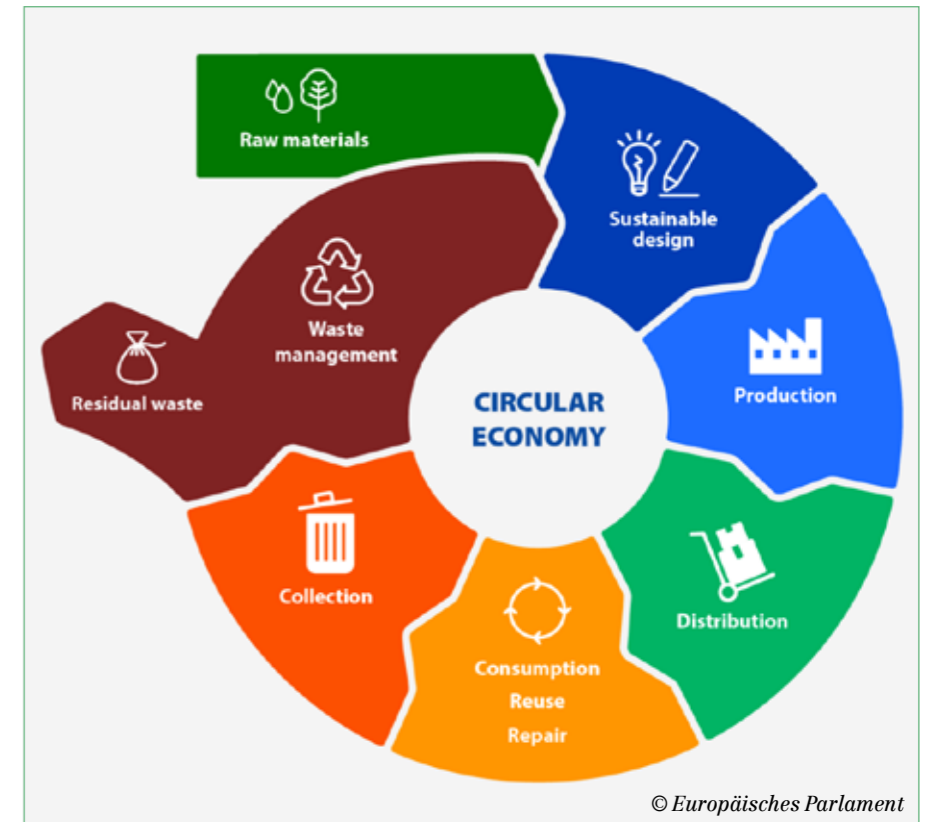 Raw materials
Sustainable
design
Production
Distribution
Consumption
Reuse
Repair
Collection
Waste
management
Residual waste
CIRCULAR
ECONOMY
© Europäisches Parlament